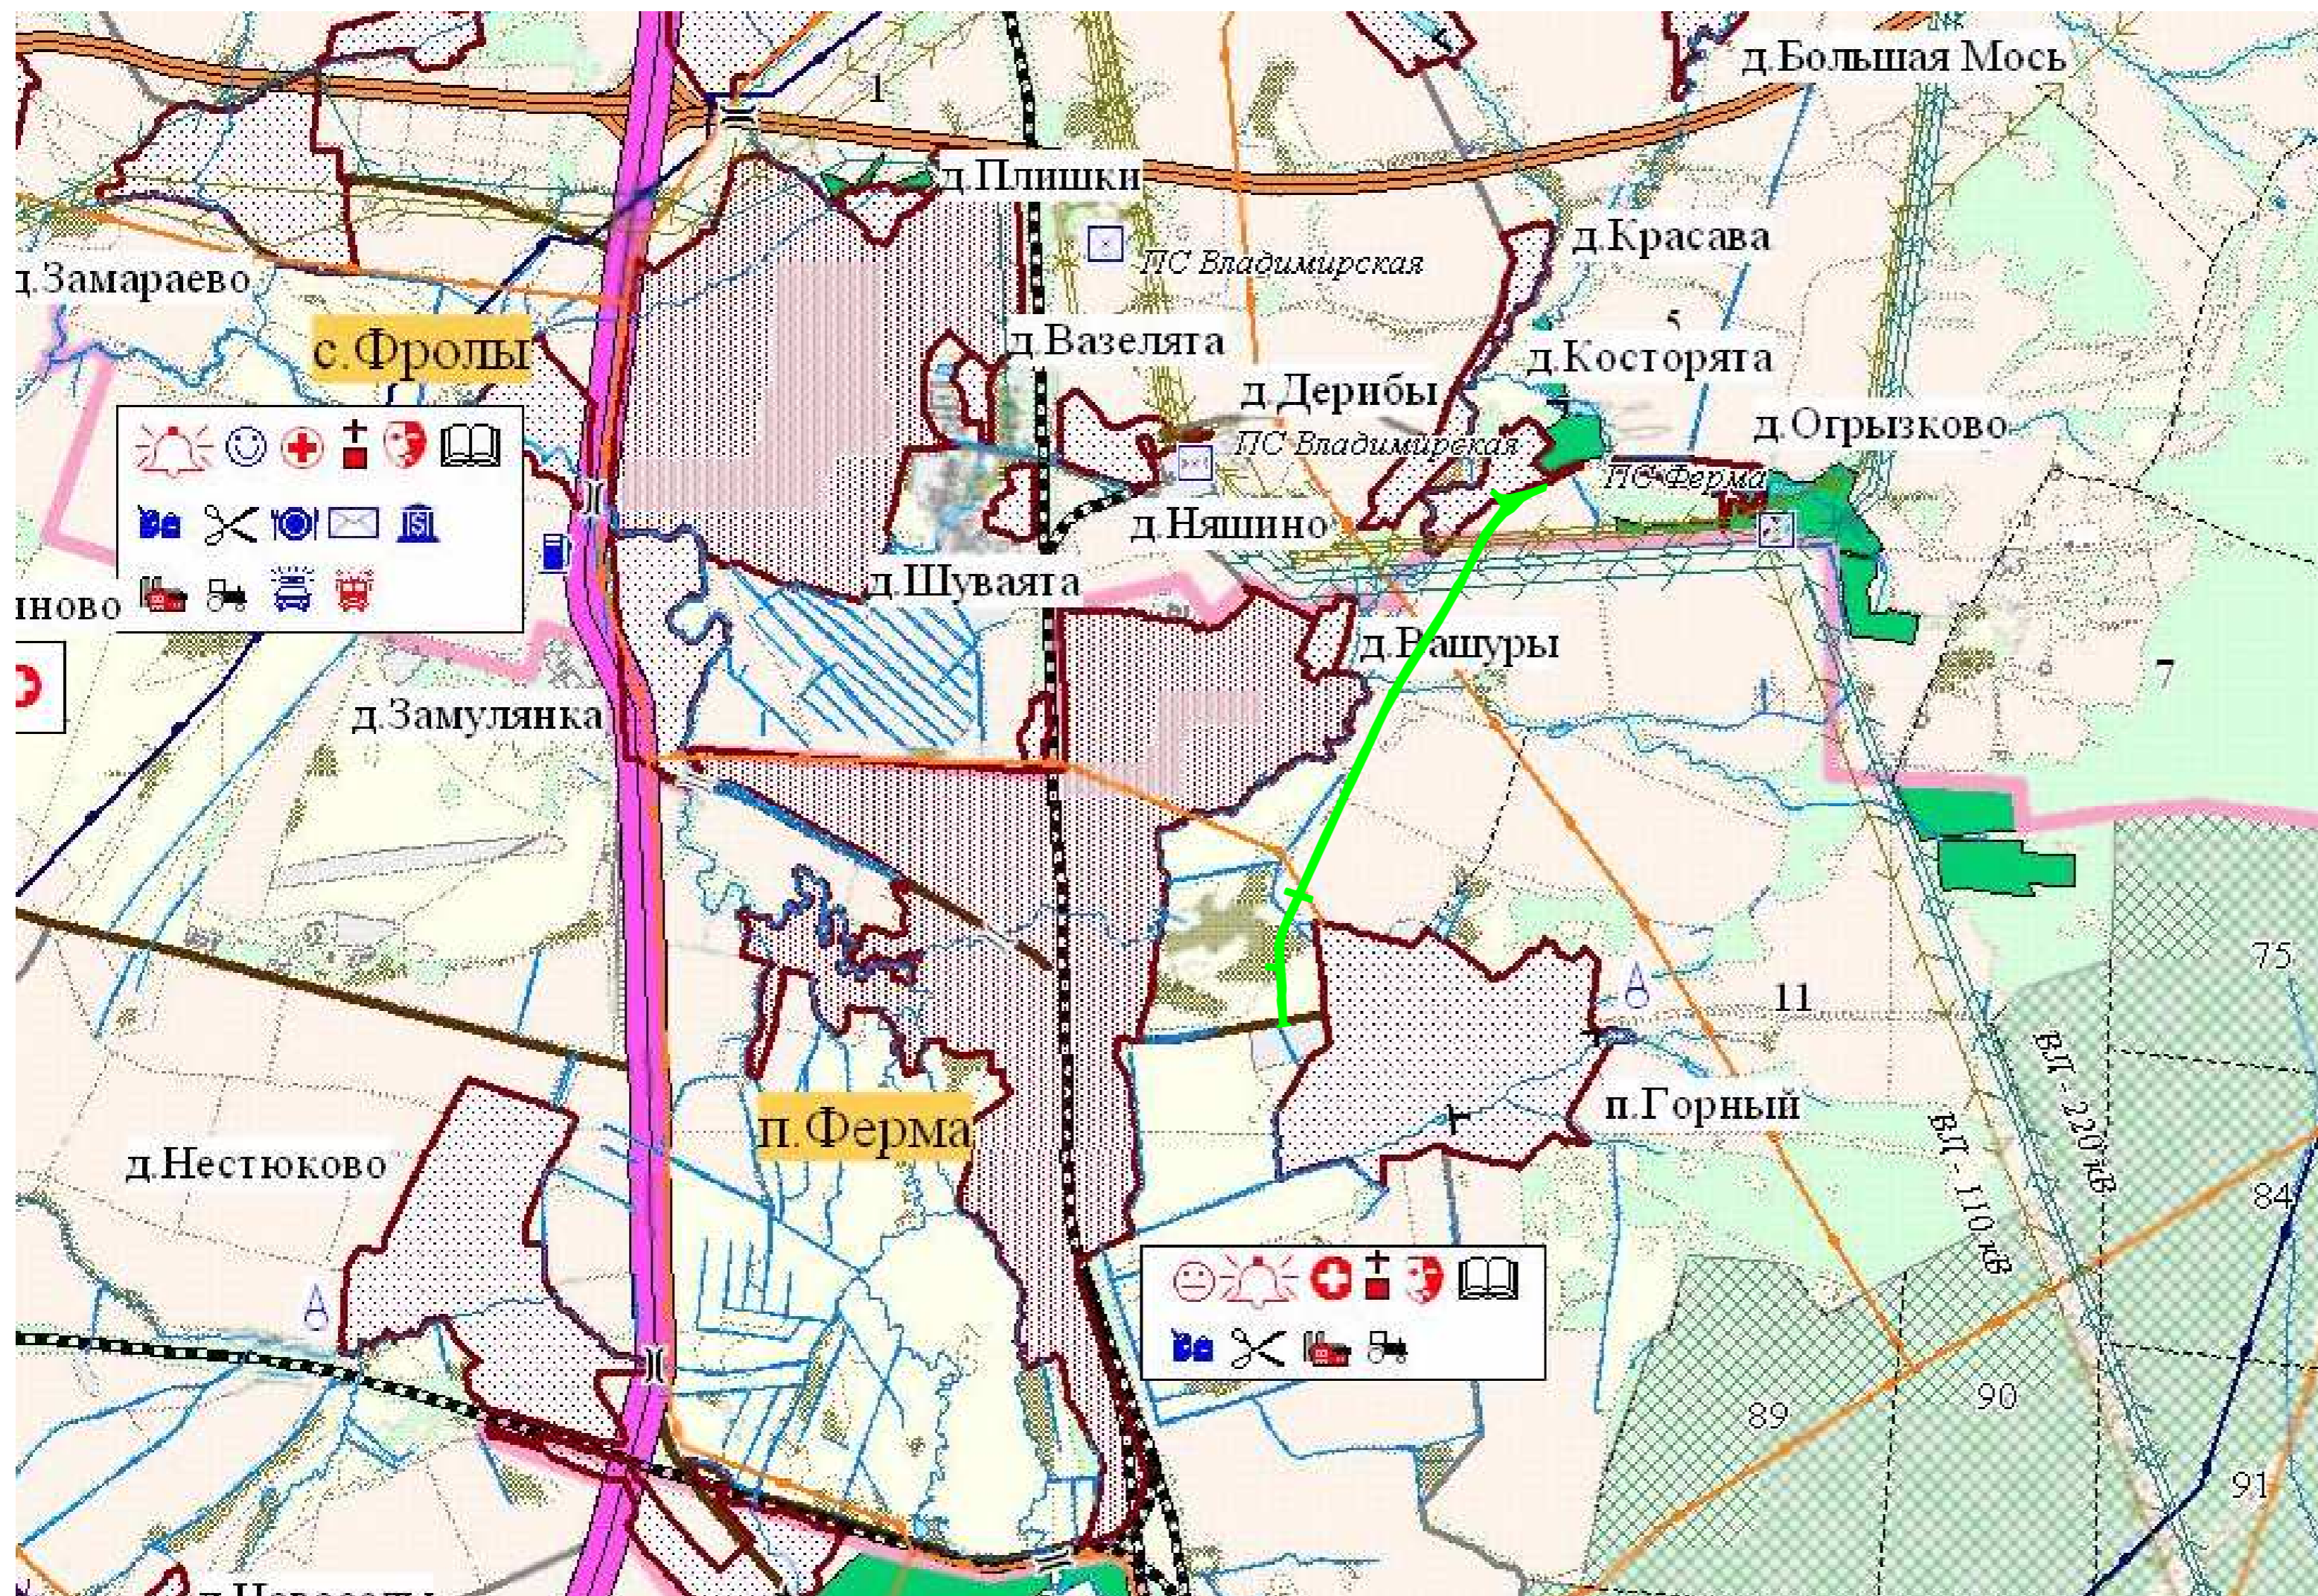 д.Большая Мось
1
д.Плишки
д.Красава
ПС Владимирская
д.Замараево
5
с.Фролы
д.Вазелята
д.Косторята
д.Дерибы
д.Огрызково
ПС Владимирская
ПС Ферма
д.Няшино
д.Шуваята
д.Вашуры
7
д.Замулянка
75
11
ВЛ - 220 кВ
п.Горный
п.Ферма
ВЛ - 110 кВ
д.Нестюково
84
90
89
91